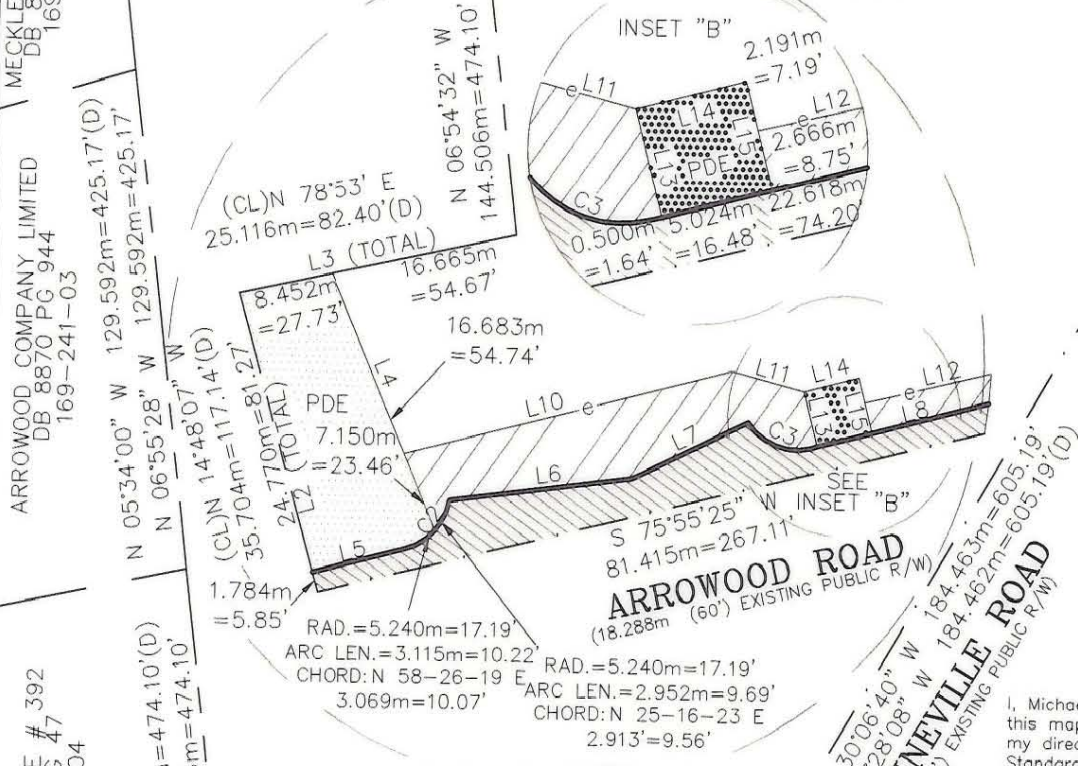 MECKLE
DB 8
169
ARROWOOD COMPANY LIMITED
DB 8870 PG 944
169-241-03
N 05°34'00" W 129.592m=425.17'(D)
N 06°55'28" W 129.592m=425.17'
(CL)N 14°48'07" W
35.704m=117.14'(D)
24.770m=81.27'
L2 (TOTAL)
(CL)N 78°53' E
25.116m=82.40'(D)
N 06°54'32" W
144.506m=474.10'
L3 (TOTAL)
16.665m
=54.67'
8.452m
=27.73'
16.683m
=54.74'
L4
PDE
7.150m
=23.46'
L5
C2
1.784m
=5.85'
L10 e
L6
L7
L11
C3
L14
L13
L15
e L12
L8
SEE
INSET "B"
S 75°55'25" W
81.415m=267.11'
ARROWOOD ROAD
(18.288m (60') EXISTING PUBLIC R/W)
RAD.=5.240m=17.19'
ARC LEN.=3.115m=10.22'
CHORD: N 58-26-19 E
3.069m=10.07'
RAD.=5.240m=17.19'
ARC LEN.=2.952m=9.69'
CHORD: N 25-16-23 E
2.913'=9.56'
INSET "B"
2.191m
=7.19'
e L11
L14
L13
L15
PDE
e L12
2.666m
=8.75'
C3
0.500m
=1.64'
5.024m
=16.48'
22.618m
=74.20'
30°06'40" W 184.463m=605.19'
28'08" W 184.462m=605.19'(D)
NEVILLE ROAD
') EXISTING PUBLIC R/W)
E # 392
47
04
=474.10'(D)
m=474.10'
I, Michae
this map
my direc
Standard